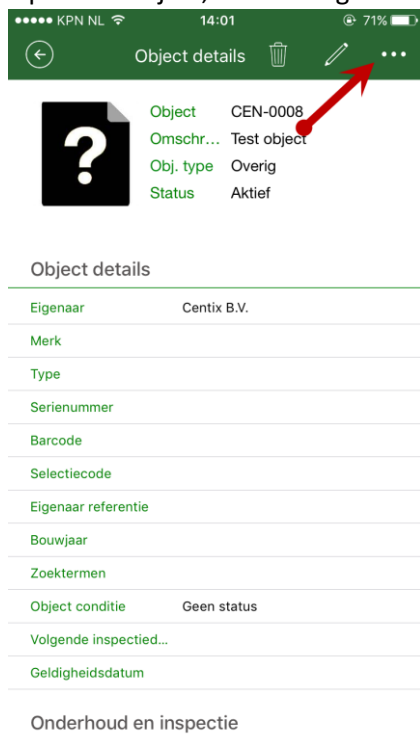 ●●●●● KPN NL 14:01 71%
Object details
?
Object CEN-0008
Omschr... Test object
Obj. type Overig
Status Aktief
Object details
Eigenaar Centix B.V.
Merk
Type
Serienummer
Barcode
Selectiecode
Eigenaar referentie
Bouwjaar
Zoektermen
Object conditie Geen status
Volgende inspectied...
Geldigheidsdatum
Onderhoud en inspectie